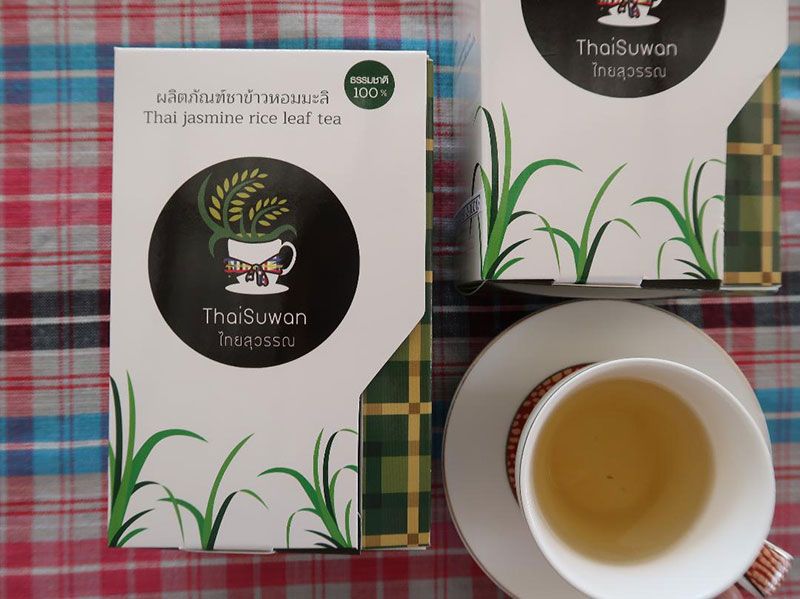 ธรรมชาติ
100 %
ผลิตภัณฑ์ชาข้าวหอมมะลิ
Thai jasmine rice leaf tea
ThaiSuwan
ไทยสุวรรณ
ThaiSuwan
ไทยสุวรรณ